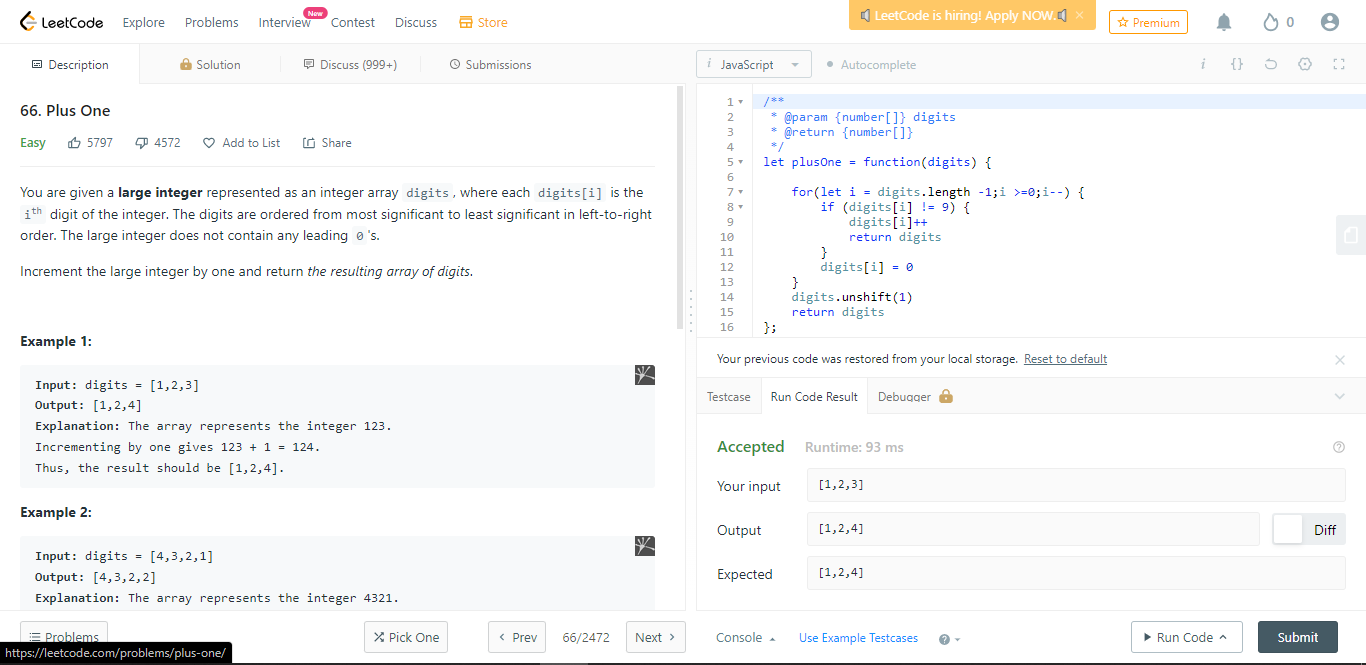 LeetCode Explore Problems Interview New Contest Discuss Store LeetCode is hiring! Apply NOW. × Premium 0
Description Solution Discuss (999+) Submissions
66. Plus One
Easy 5797 4572 Add to List Share
You are given a large integer represented as an integer array digits, where each digits[i] is the
ith digit of the integer. The digits are ordered from most significant to least significant in left-to-right
order. The large integer does not contain any leading 0's.
Increment the large integer by one and return the resulting array of digits.
Example 1:
Input: digits = [1,2,3]
Output: [1,2,4]
Explanation: The array represents the integer 123.
Incrementing by one gives 123 + 1 = 124.
Thus, the result should be [1,2,4].
Example 2:
Input: digits = [4,3,2,1]
Output: [4,3,2,2]
Explanation: The array represents the integer 4321.
Problems Pick One Prev 66/2472 Next
https://leetcode.com/problems/plus-one/
i JavaScript Autocomplete i {}
1 /**
2 * @param {number[]} digits
3 * @return {number[]}
4 */
5 let plusOne = function(digits) {
6
7 for(let i = digits.length -1;i >=0;i--) {
8 if (digits[i] != 9) {
9 digits[i]++
10 return digits
11 }
12 digits[i] = 0
13 }
14 digits.unshift(1)
15 return digits
16 };
Your previous code was restored from your local storage. Reset to default
Testcase Run Code Result Debugger
Accepted Runtime: 93 ms
Your input [1,2,3]
Output [1,2,4] Diff
Expected [1,2,4]
Console Use Example Testcases Run Code Submit